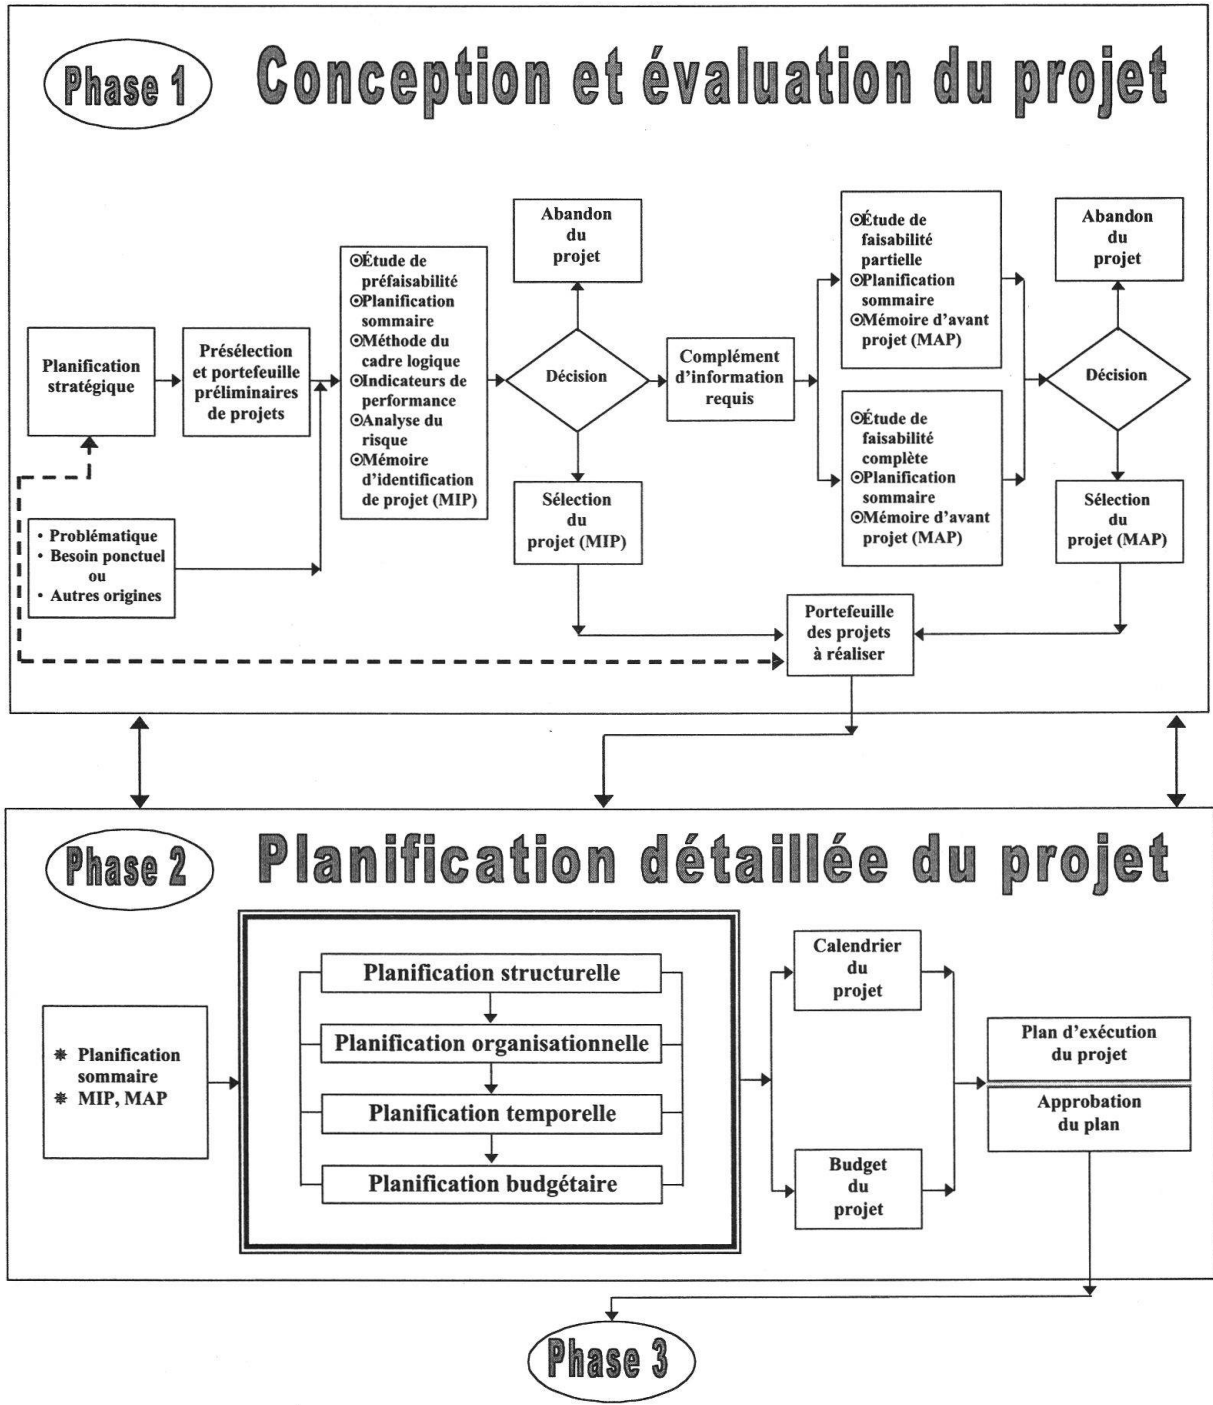 Phase 1
Conception et évaluation du projet
Planification
stratégique
Présélection
et portefeuille
préliminaires
de projets
• Problématique
• Besoin ponctuel
ou
• Autres origines
⊙Étude de
préfaisabilité
⊙Planification
sommaire
⊙Méthode du
cadre logique
⊙Indicateurs de
performance
⊙Analyse du
risque
⊙Mémoire
d'identification
de projet (MIP)
Abandon
du
projet
Décision
Sélection
du
projet (MIP)
Complément
d'information
requis
⊙Étude de
faisabilité
partielle
⊙Planification
sommaire
⊙Mémoire d'avant
projet (MAP)
⊙Étude de
faisabilité
complète
⊙Planification
sommaire
⊙Mémoire d'avant
projet (MAP)
Abandon
du
projet
Décision
Sélection
du
projet (MAP)
Portefeuille
des projets
à réaliser
Phase 2
Planification détaillée du projet
✷ Planification
sommaire
✷ MIP, MAP
Planification structurelle
Planification organisationnelle
Planification temporelle
Planification budgétaire
Calendrier
du
projet
Budget
du
projet
Plan d'exécution
du projet
Approbation
du plan
Phase 3